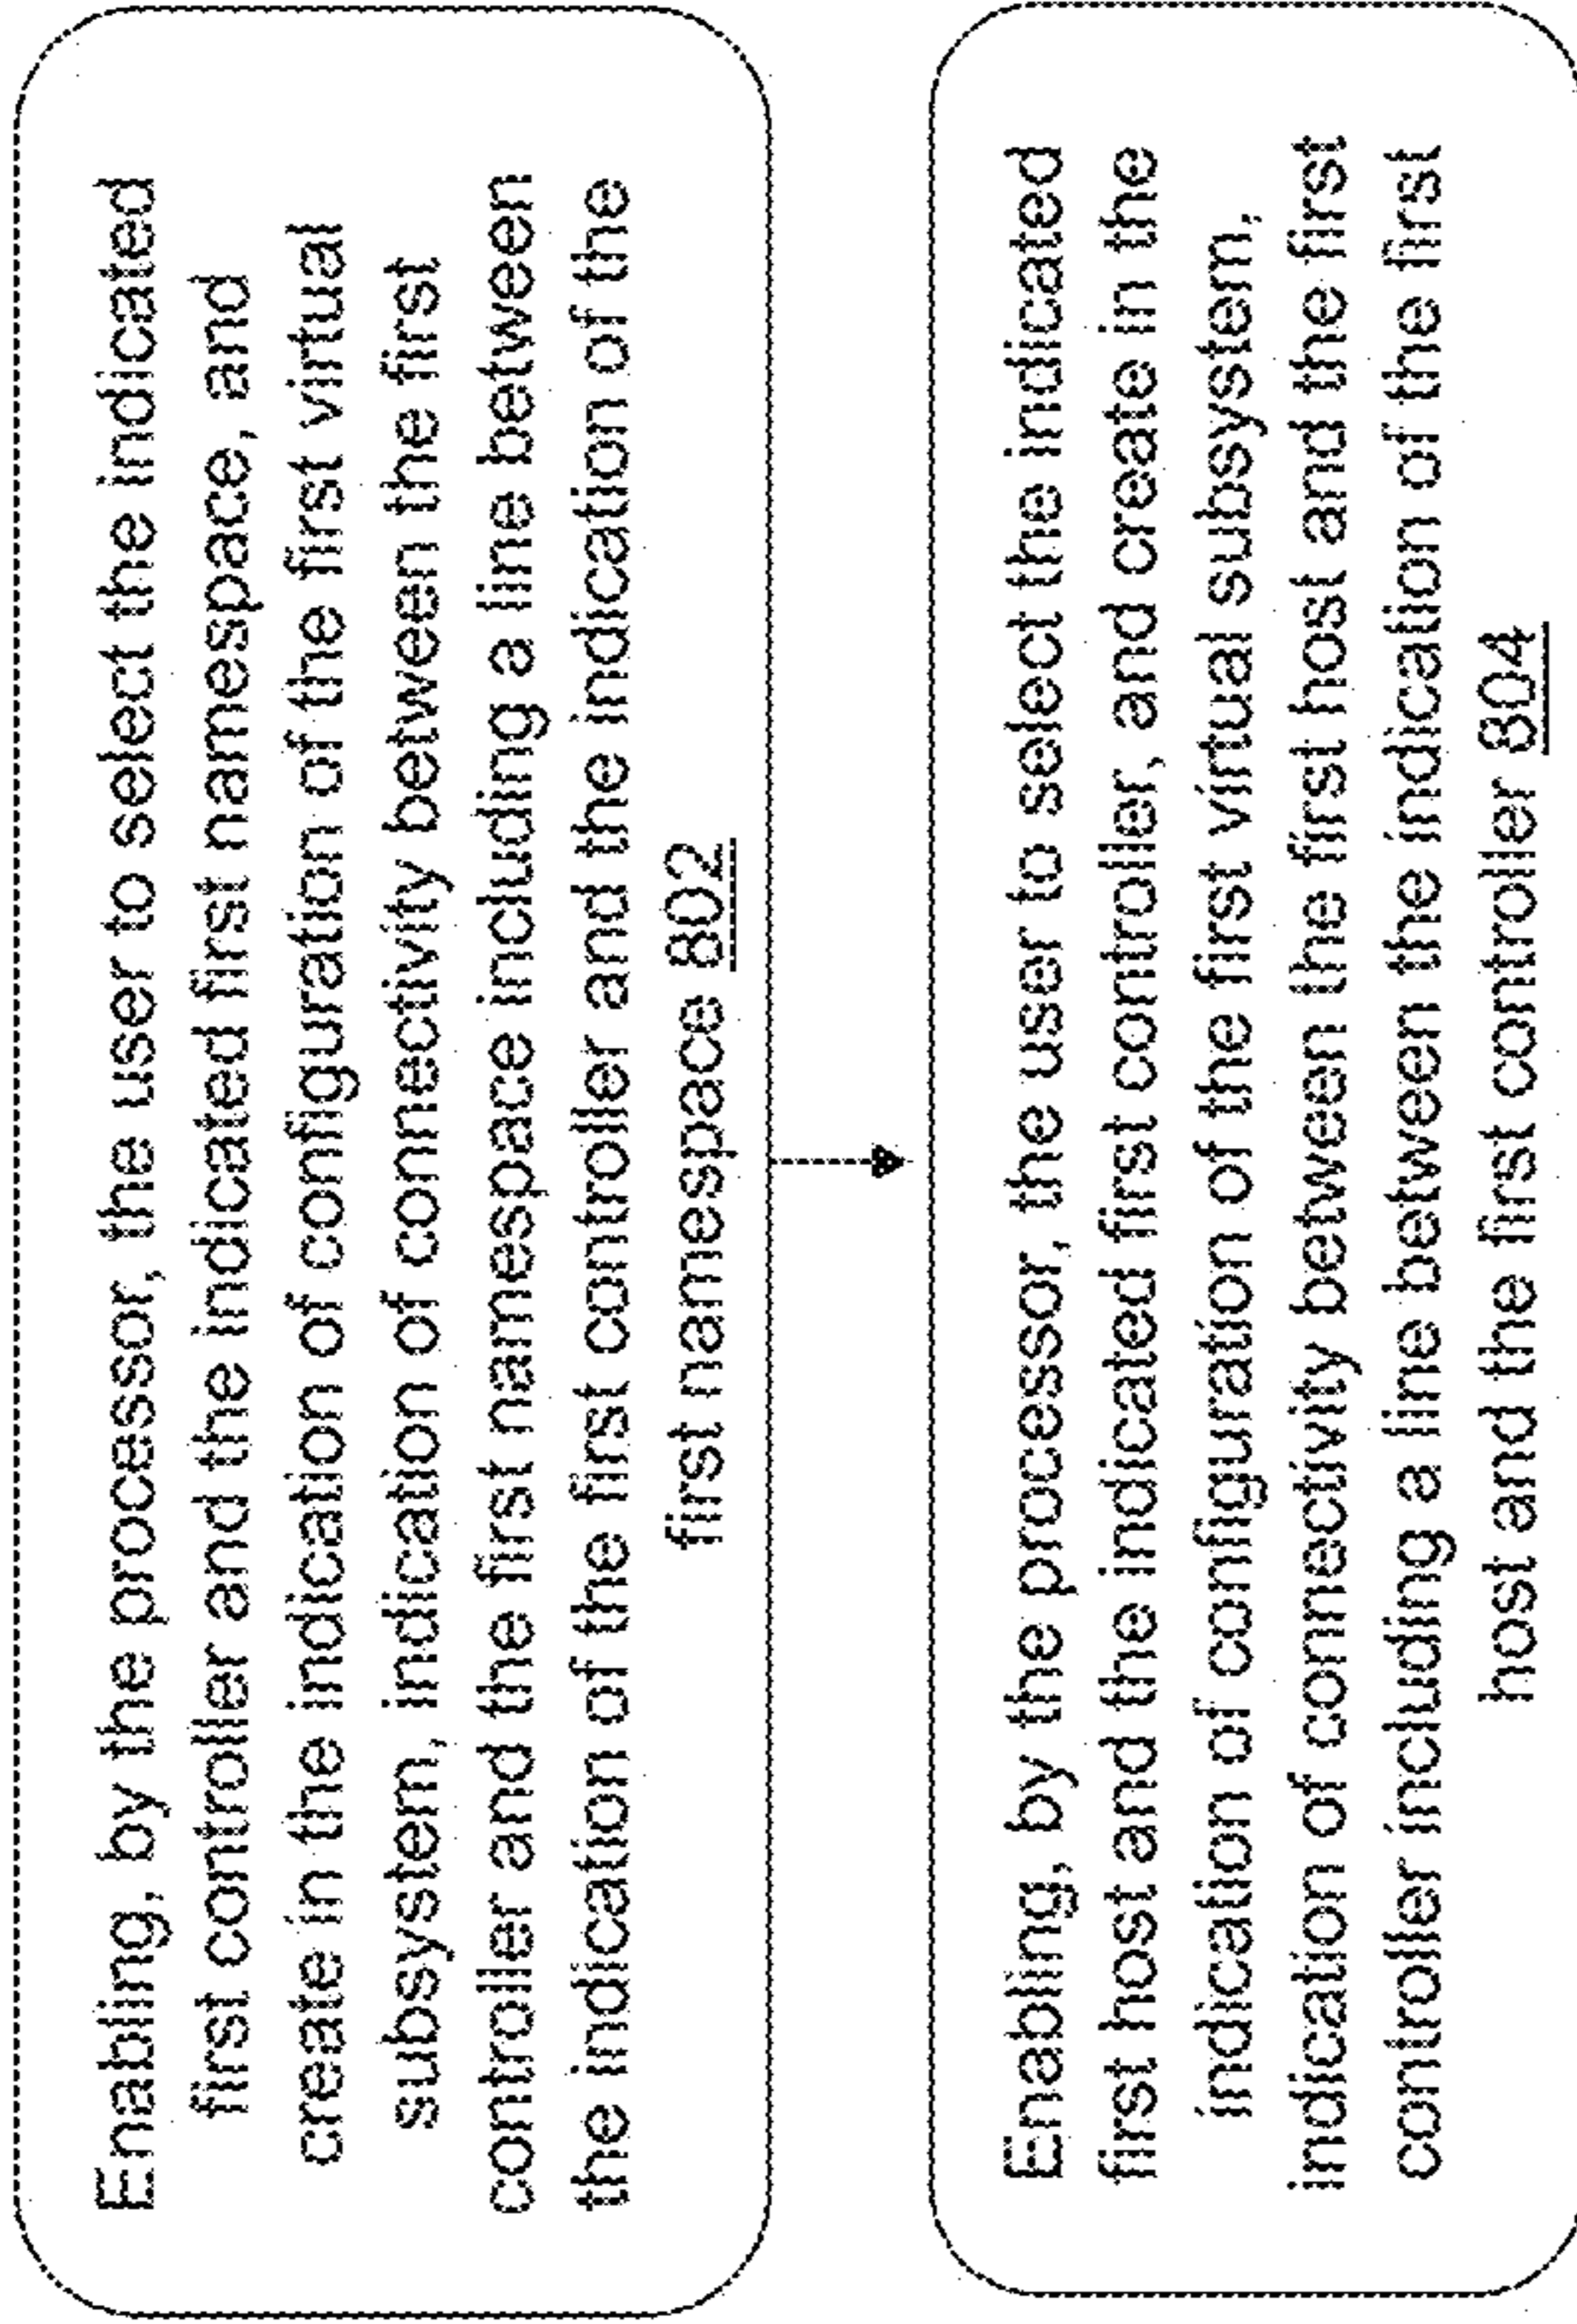 Enabling, by the processor, the user to select the indicated
first controller and the indicated first namespace, and
create in the indication of configuration of the first virtual
subsystem, indication of connectivity between the first
controller and the first namespace including a line between
the indication of the first controller and the indication of the
first namespace 802
Enabling, by the processor, the user to select the indicated
first host and the indicated first controller, and create in the
indication of configuration of the first virtual subsystem,
indication of connectivity between the first host and the first
controller including a line between the indication of the first
host and the first controller 804